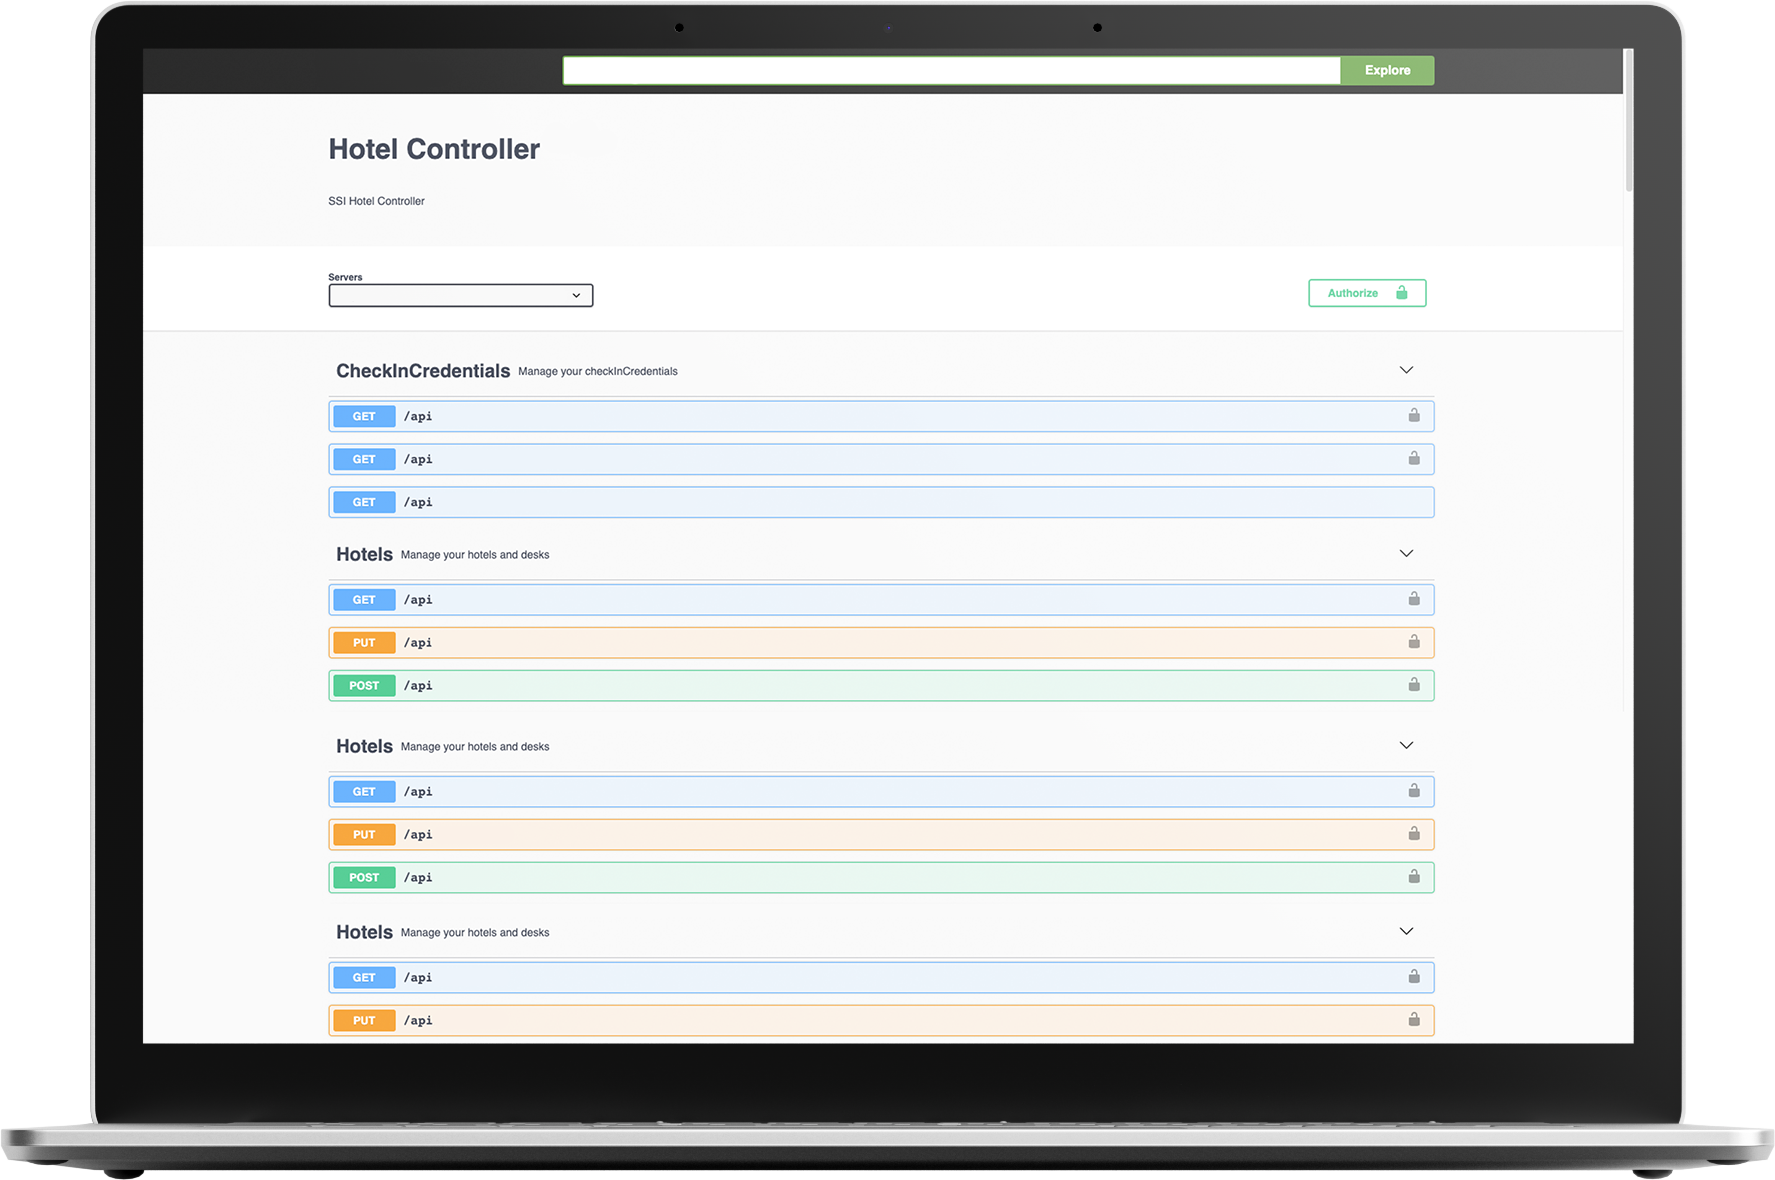 Explore
Hotel Controller
SSI Hotel Controller
Servers
Authorize
CheckInCredentials Manage your checkInCredentials
GET /api
GET /api
GET /api
Hotels Manage your hotels and desks
GET /api
PUT /api
POST /api
Hotels Manage your hotels and desks
GET /api
PUT /api
POST /api
Hotels Manage your hotels and desks
GET /api
PUT /api